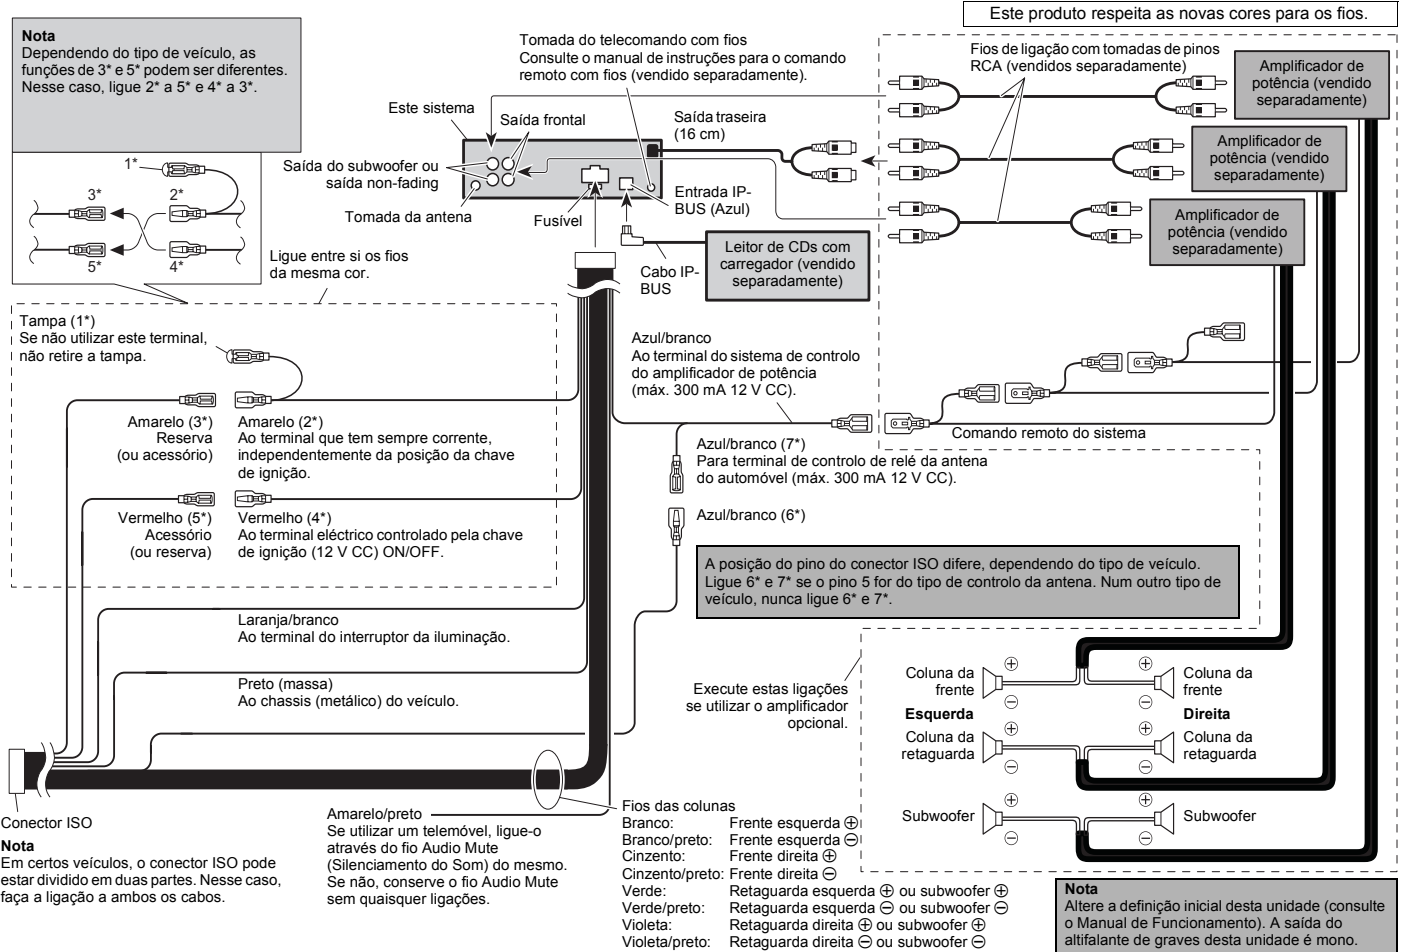 Este produto respeita as novas cores para os fios.
Nota
Dependendo do tipo de veículo, as
funções de 3* e 5* podem ser diferentes.
Nesse caso, ligue 2* a 5* e 4* a 3*.
1*
3*
2*
5*
4*
Ligue entre si os fios
da mesma cor.
Tomada do telecomando com fios
Consulte o manual de instruções para o comando
remoto com fios (vendido separadamente).
Este sistema
Saída frontal
Saída traseira
(16 cm)
Saída do subwoofer ou
saída non-fading
Tomada da antena
Fusível
Entrada IP-
BUS (Azul)
Cabo IP-
BUS
Leitor de CDs com
carregador (vendido
separadamente)
Fios de ligação com tomadas de pinos
RCA (vendidos separadamente)
Amplificador de
potência (vendido
separadamente)
Amplificador de
potência (vendido
separadamente)
Amplificador de
potência (vendido
separadamente)
Tampa (1*)
Se não utilizar este terminal,
não retire a tampa.
Amarelo (3*)
Reserva
(ou acessório)
Amarelo (2*)
Ao terminal que tem sempre corrente,
independentemente da posição da chave
de ignição.
Vermelho (5*)
Acessório
(ou reserva)
Vermelho (4*)
Ao terminal eléctrico controlado pela chave
de ignição (12 V CC) ON/OFF.
Azul/branco
Ao terminal do sistema de controlo
do amplificador de potência
(máx. 300 mA 12 V CC).
Comando remoto do sistema
Azul/branco (7*)
Para terminal de controlo de relé da antena
do automóvel (máx. 300 mA 12 V CC).
Azul/branco (6*)
A posição do pino do conector ISO difere, dependendo do tipo de veículo.
Ligue 6* e 7* se o pino 5 for do tipo de controlo da antena. Num outro tipo de
veículo, nunca ligue 6* e 7*.
Laranja/branco
Ao terminal do interruptor da iluminação.
Preto (massa)
Ao chassis (metálico) do veículo.
Execute estas ligações
se utilizar o amplificador
opcional.
Coluna da
frente
⊕
⊖
⊕
⊖
Coluna da
frente
Esquerda
Direita
Coluna da
retaguarda
⊕
⊖
⊕
⊖
Coluna da
retaguarda
Subwoofer
⊕
⊖
⊕
⊖
Subwoofer
Conector ISO
Nota
Em certos veículos, o conector ISO pode
estar dividido em duas partes. Nesse caso,
faça a ligação a ambos os cabos.
Amarelo/preto
Se utilizar um telemóvel, ligue-o
através do fio Audio Mute
(Silenciamento do Som) do mesmo.
Se não, conserve o fio Audio Mute
sem quaisquer ligações.
Fios das colunas
Branco: Frente esquerda ⊕
Branco/preto: Frente esquerda ⊖
Cinzento: Frente direita ⊕
Cinzento/preto: Frente direita ⊖
Verde: Retaguarda esquerda ⊕ ou subwoofer ⊕
Verde/preto: Retaguarda esquerda ⊖ ou subwoofer ⊖
Violeta: Retaguarda direita ⊕ ou subwoofer ⊕
Violeta/preto: Retaguarda direita ⊖ ou subwoofer ⊖
Nota
Altere a definição inicial desta unidade (consulte
o Manual de Funcionamento). A saída do
altifalante de graves desta unidade é mono.